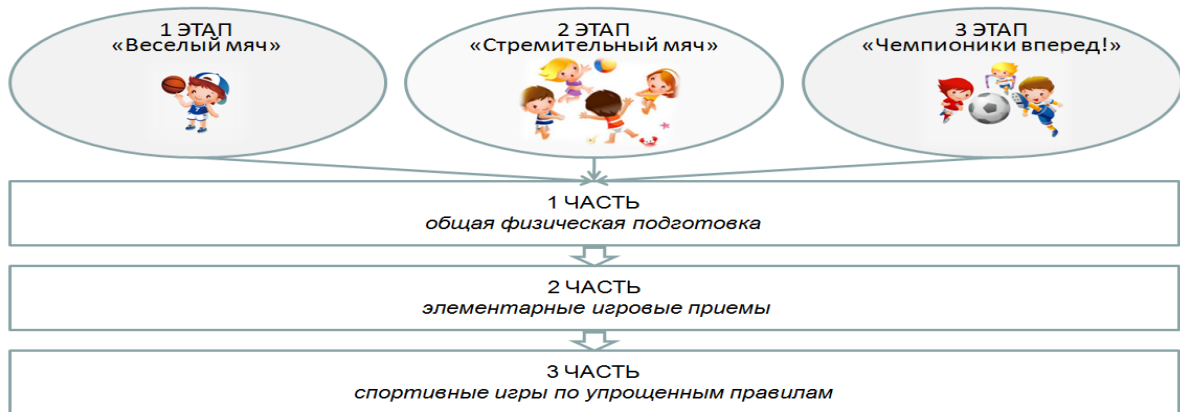 1 ЭТАП
«Веселый мяч»
2 ЭТАП
«Стремительный мяч»
3 ЭТАП
«Чемпионики вперед!»
1 ЧАСТЬ
общая физическая подготовка
2 ЧАСТЬ
элементарные игровые приемы
3 ЧАСТЬ
спортивные игры по упрощенным правилам